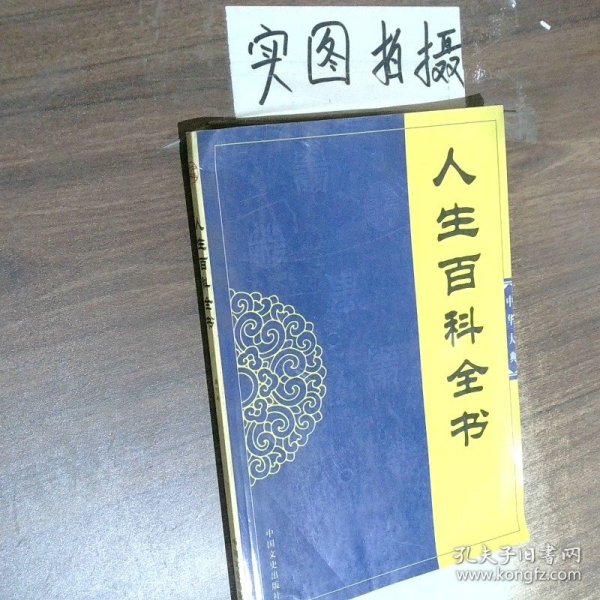 实图拍摄
人生百科全书
中华大典
人生百科全书
中国文史出版社
孔夫子旧书网
www.kongfz.com